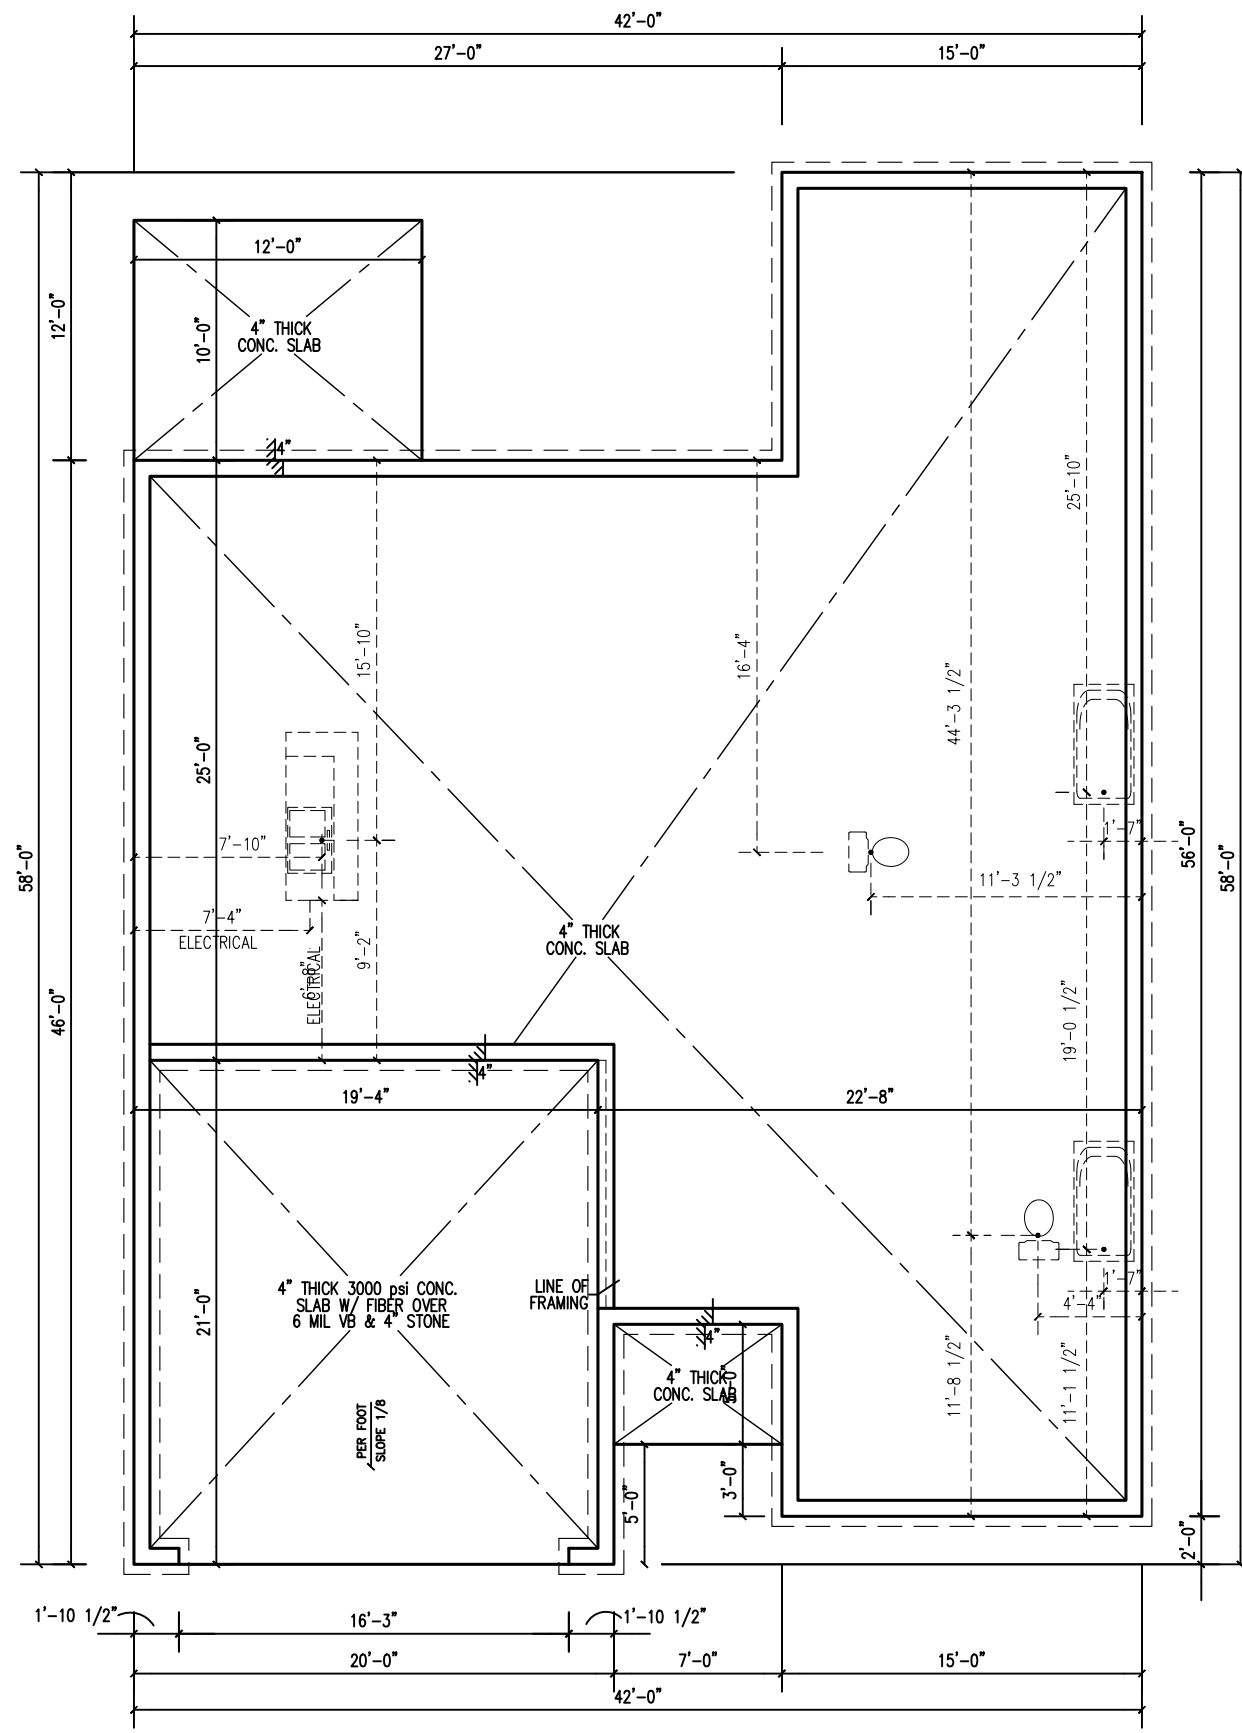 42'-0"
27'-0"
15'-0"
12'-0"
12'-0"
10'-0"
4" THICK
CONC. SLAB
4"
25'-10"
15'-10"
16'-4"
44'-3 1/2"
25'-0"
7'-10"
1'-7"
56'-0"
58'-0"
58'-0"
11'-3 1/2"
7'-4"
ELECTRICAL
6'-8"
ELECTRICAL
9'-2"
4" THICK
CONC. SLAB
46'-0"
19'-0 1/2"
4"
19'-4"
22'-8"
4" THICK 3000 psi CONC.
SLAB W/ FIBER OVER
6 MIL VB & 4" STONE
21'-0"
LINE OF
FRAMING
1'-7"
4'-4"
4"
4" THICK
CONC. SLAB
11'-8 1/2"
11'-1 1/2"
PER FOOT
SLOPE 1/8
3'-0"
5'-0"
2'-0"
1'-10 1/2"
16'-3"
1'-10 1/2"
20'-0"
7'-0"
15'-0"
42'-0"